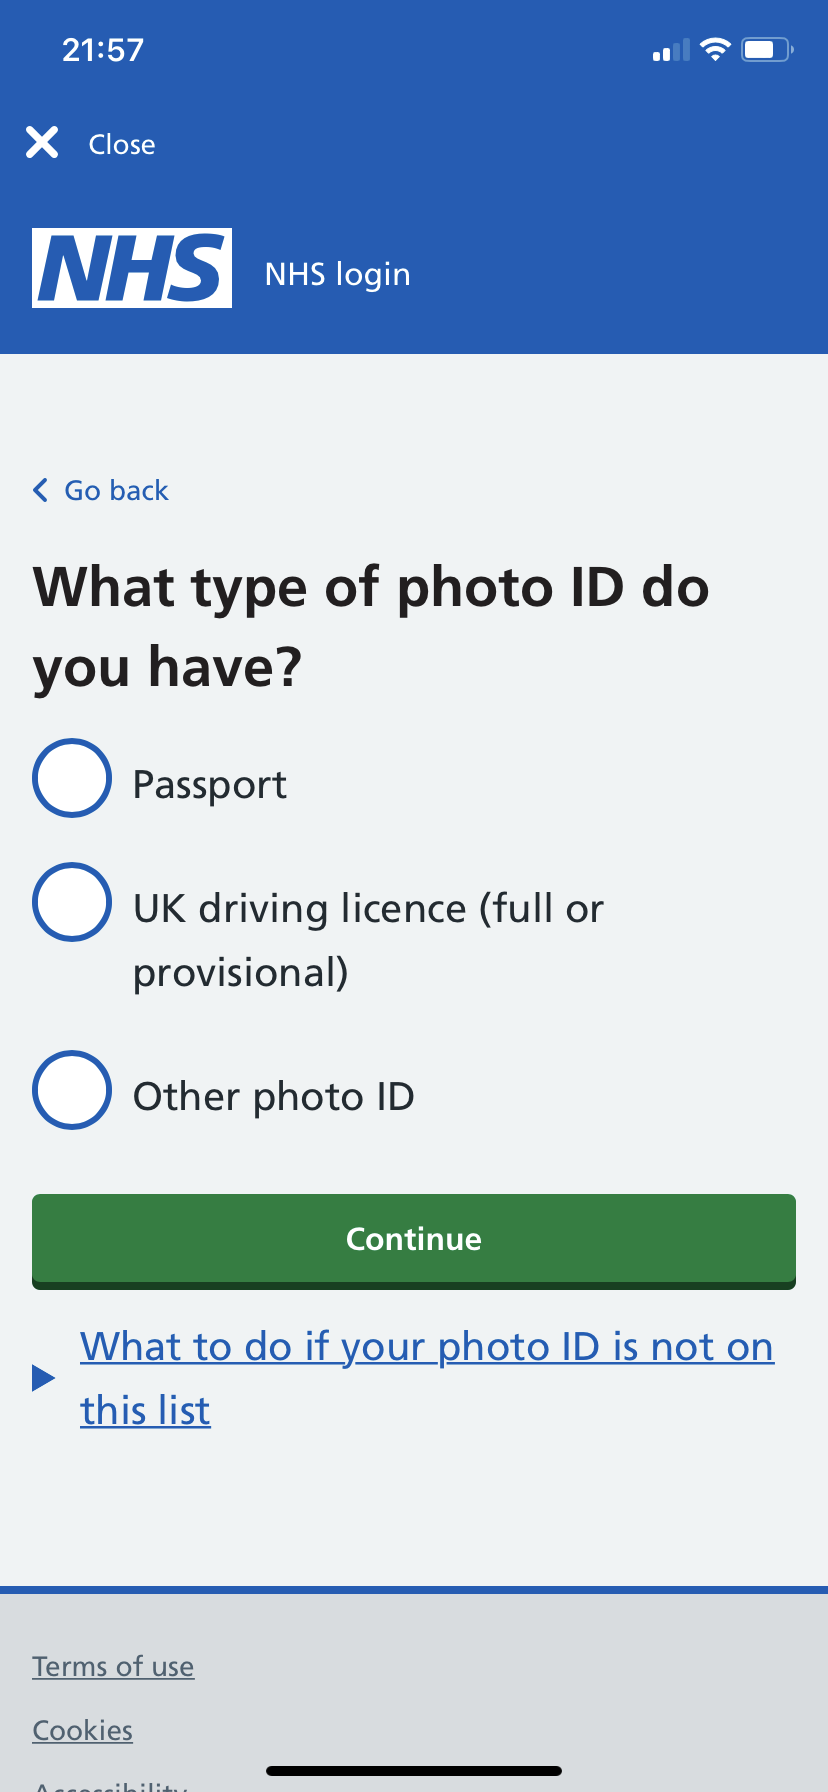 21:57
Close
NHS
NHS login
Go back
What type of photo ID do
you have?
Passport
UK driving licence (full or
provisional)
Other photo ID
Continue
What to do if your photo ID is not on
this list
Terms of use
Cookies
Accessibility